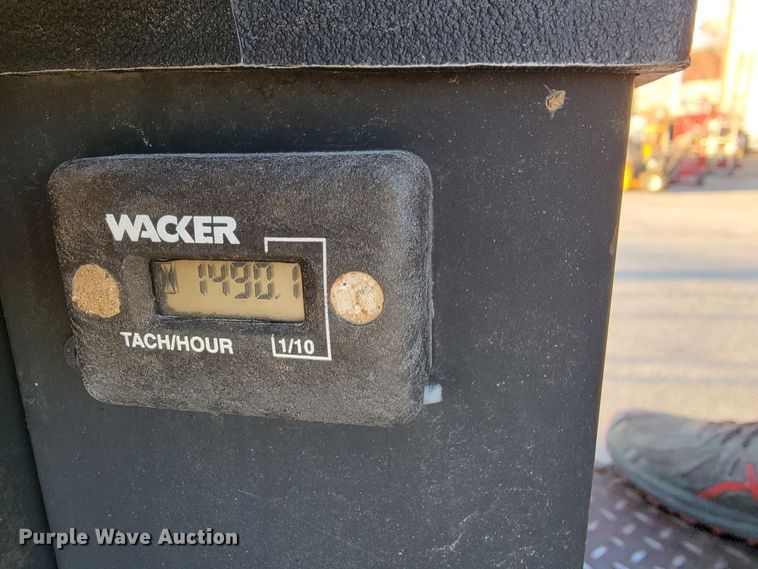 WACKER
1490.1
TACH/HOUR 1/10
Purple Wave Auction